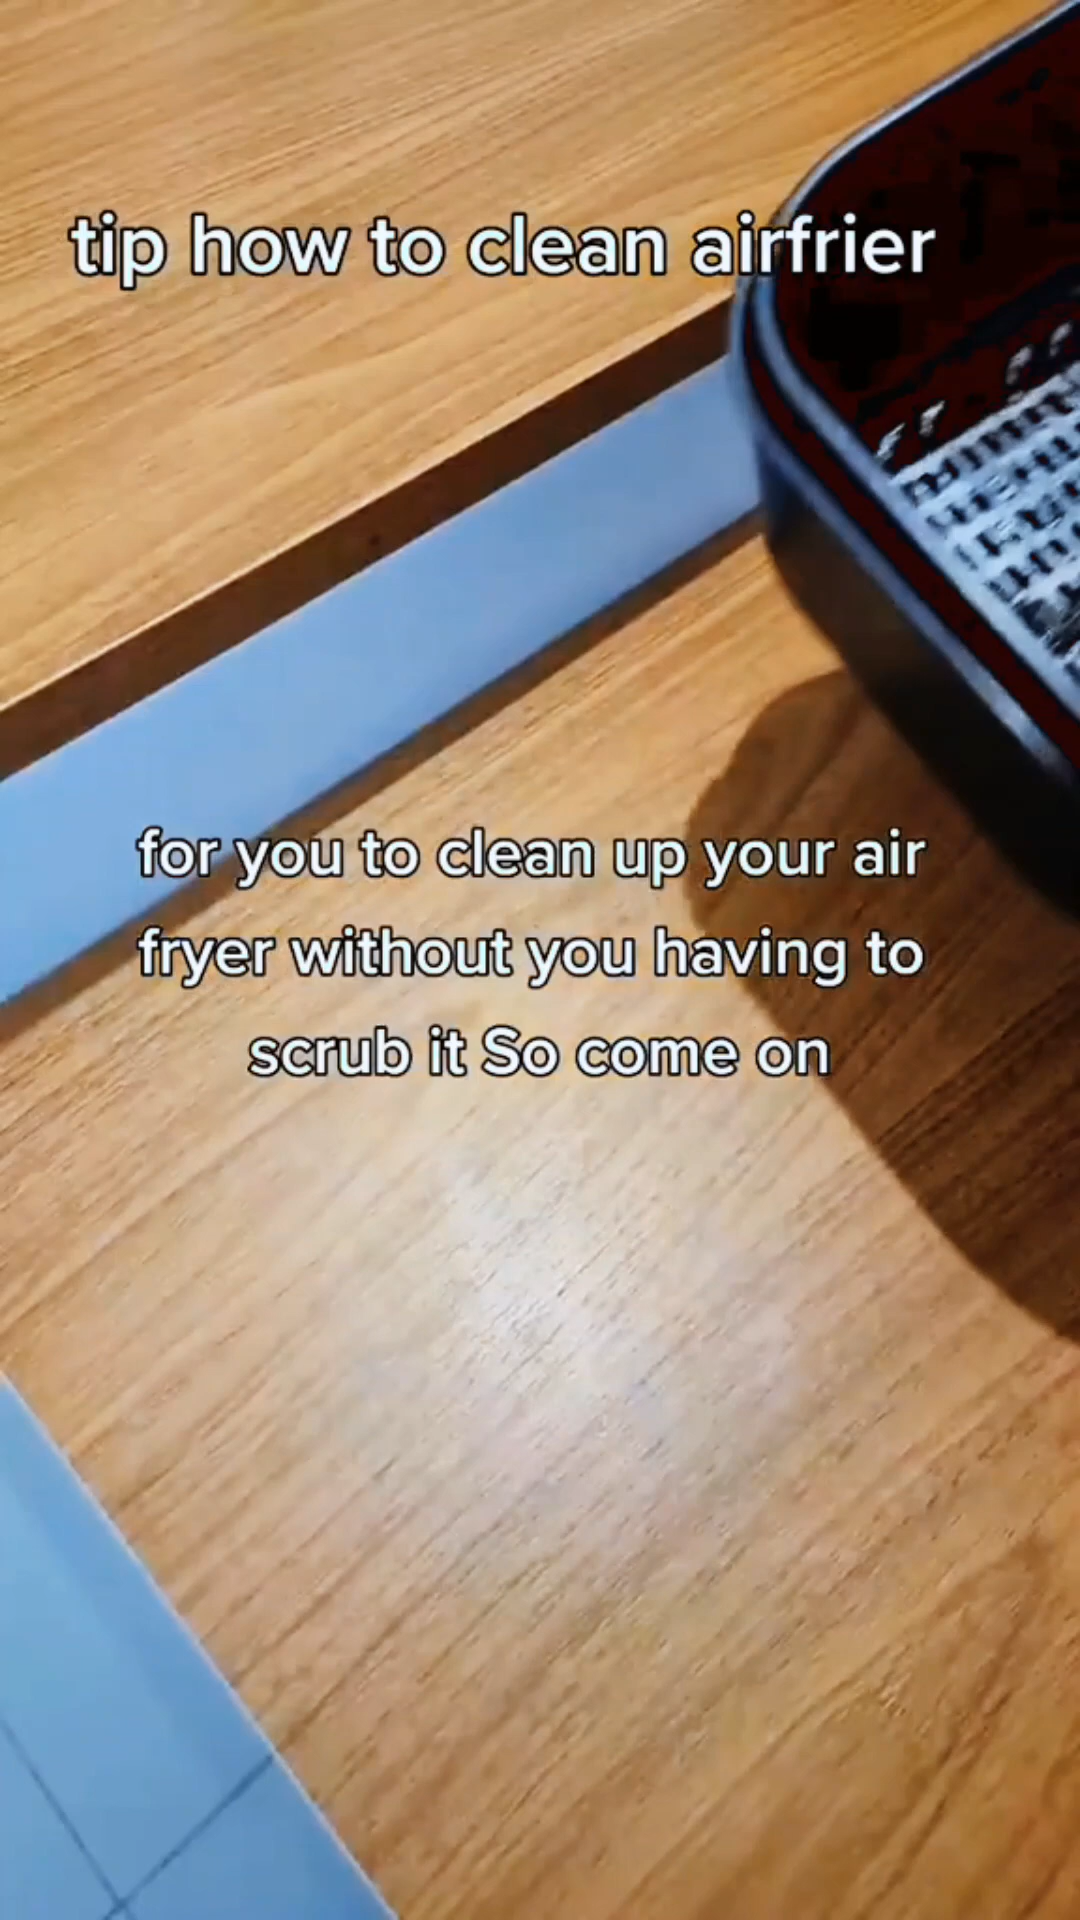 tip how to clean airfrier
for you to clean up your air
fryer without you having to
scrub it So come on